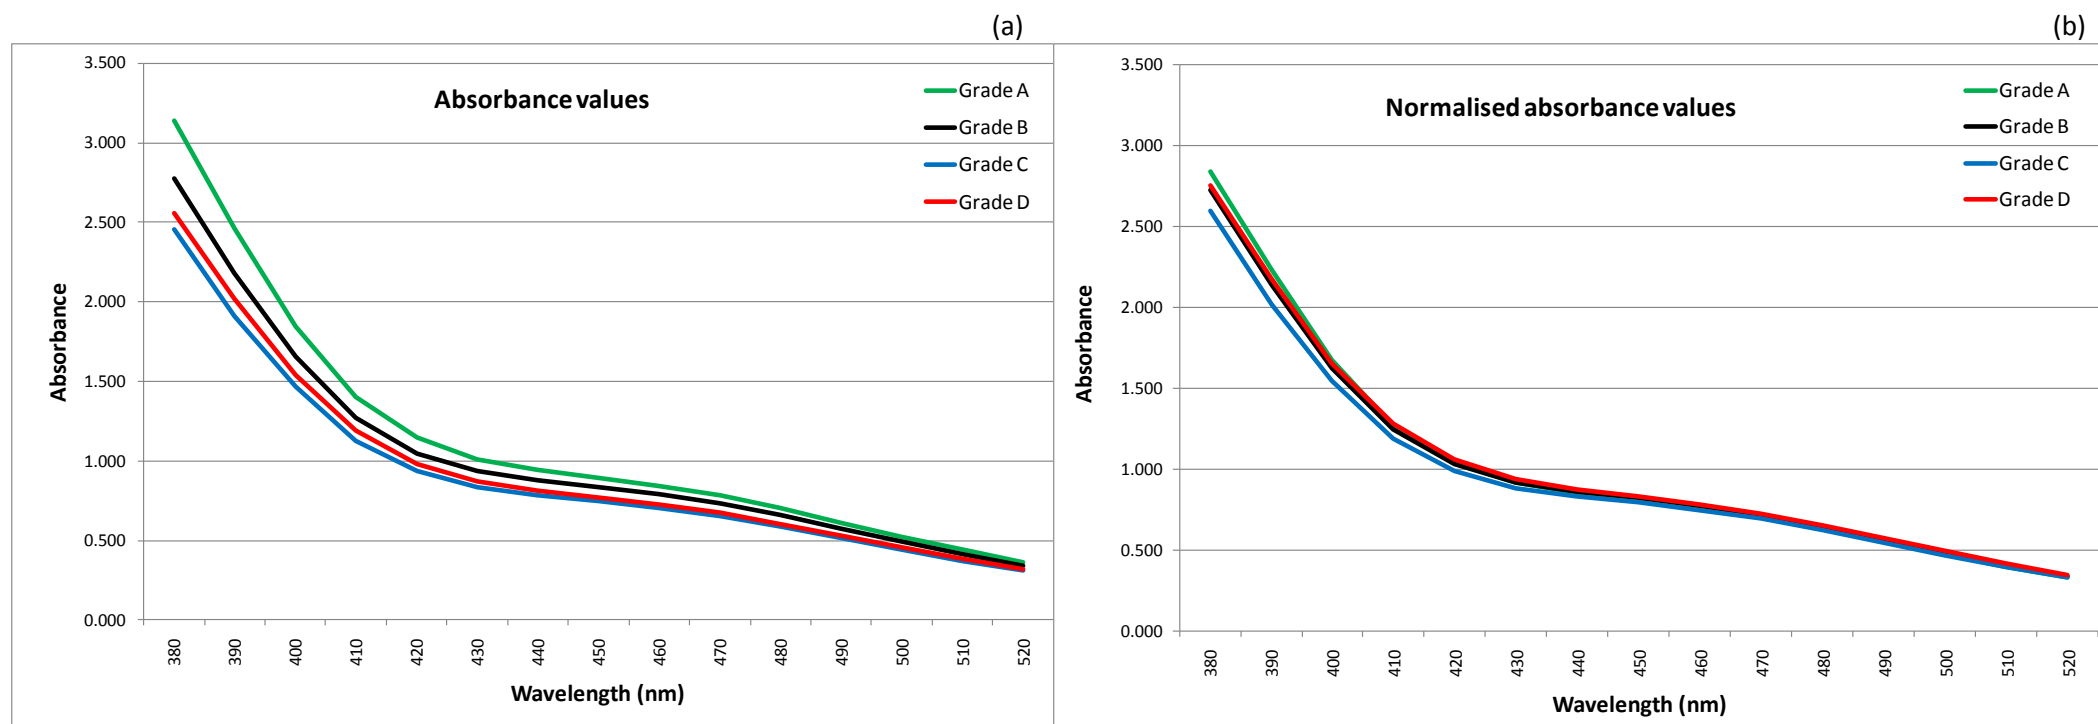 (a)
Absorbance values
Grade A
Grade B
Grade C
Grade D
3.500
3.000
2.500
2.000
1.500
1.000
0.500
0.000
Absorbance
380 390 400 410 420 430 440 450 460 470 480 490 500 510 520
Wavelength (nm)
(b)
Normalised absorbance values
Grade A
Grade B
Grade C
Grade D
3.500
3.000
2.500
2.000
1.500
1.000
0.500
0.000
Absorbance
380 390 400 410 420 430 440 450 460 470 480 490 500 510 520
Wavelength (nm)